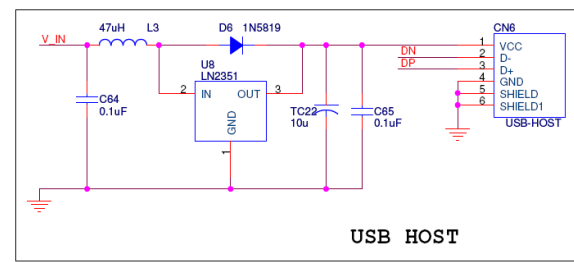 47uH L3 D6 1N5819 CN6
V_IN
1 VCC
DN 2 D-
DP 3 D+
4 GND
5 SHIELD
6 SHIELD1
USB-HOST
U8
LN2351
2 IN OUT 3
GND
1
C64
0.1uF
TC22
10u
C65
0.1uF
USB HOST